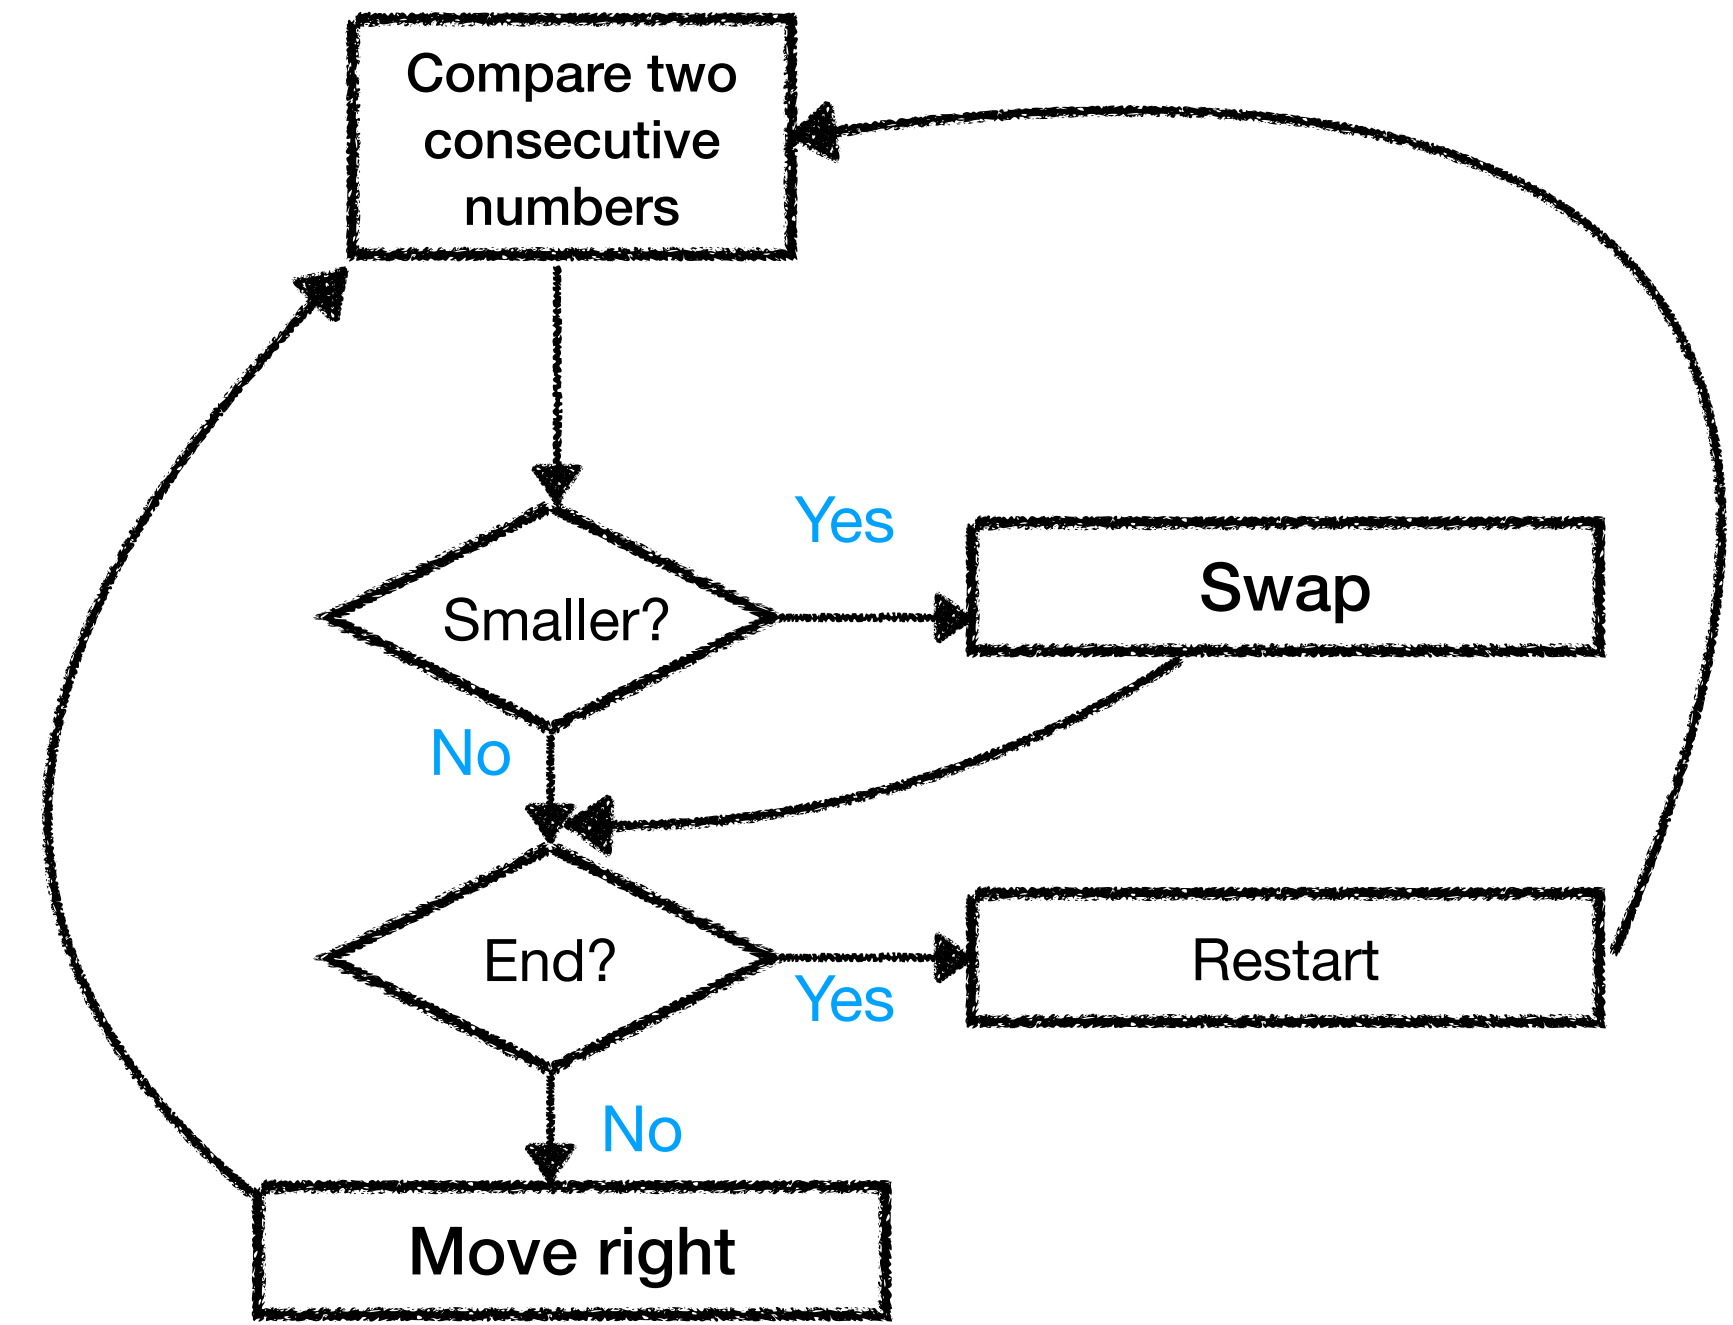 Compare two
consecutive
numbers
Yes
Smaller?
Swap
No
End?
Yes
Restart
No
Move right